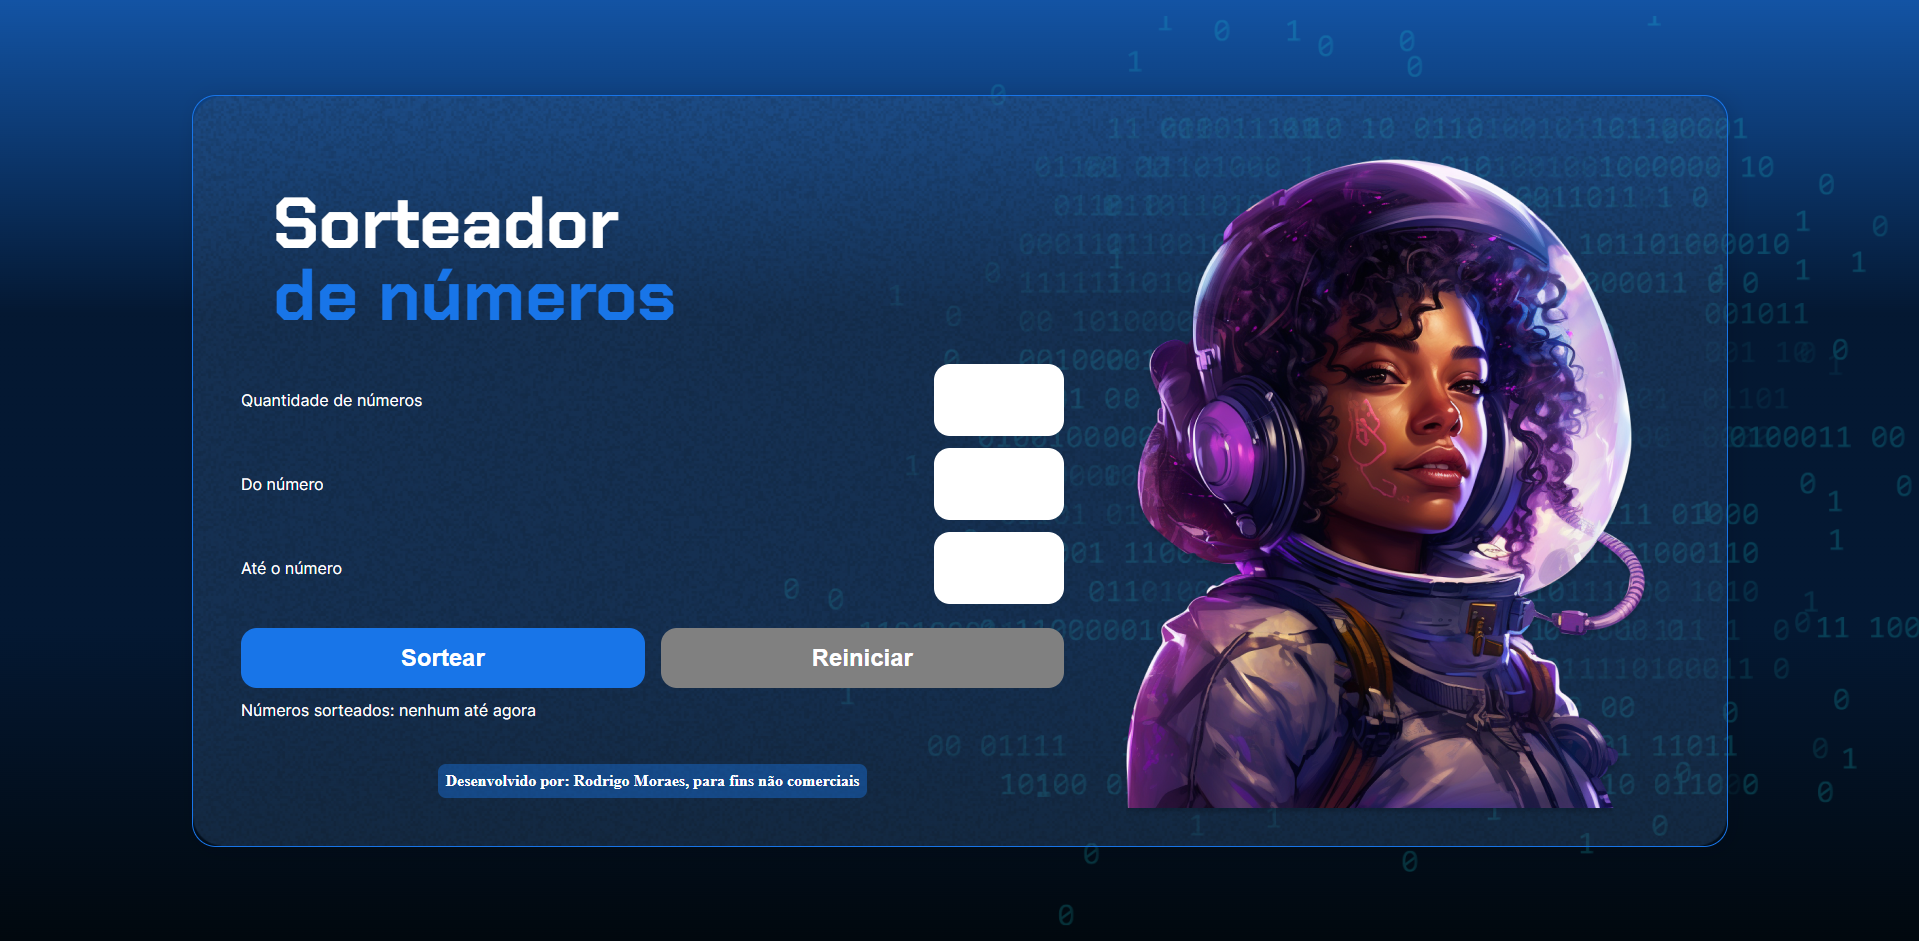 Sorteador
de números
Quantidade de números
Do número
Até o número
Sortear
Reiniciar
Números sorteados: nenhum até agora
Desenvolvido por: Rodrigo Moraes, para fins não comerciais